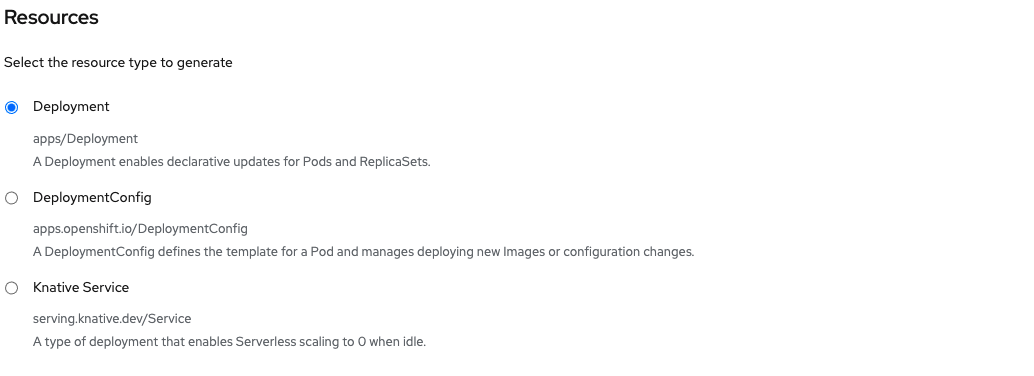 Resources
Select the resource type to generate
Deployment
apps/Deployment
A Deployment enables declarative updates for Pods and ReplicaSets.
DeploymentConfig
apps.openshift.io/DeploymentConfig
A DeploymentConfig defines the template for a Pod and manages deploying new Images or configuration changes.
Knative Service
serving.knative.dev/Service
A type of deployment that enables Serverless scaling to 0 when idle.